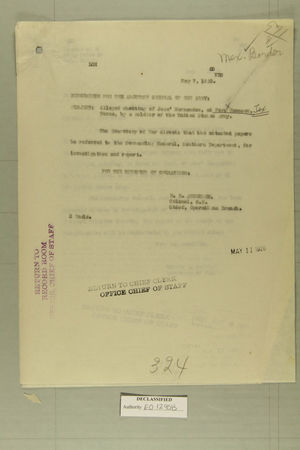 Mex. Border
May 7, 1920.
MEMORANDUM FOR THE ADJUTANT GENERAL OF THE ARMY:
SUBJECT: Alleged shooting of Jose Hernandez, at Fort Tex
Texas, by a soldier of the United States Army.
The Secretary of War directs that the attached papers
be referred to the Commanding General, Southern Department, for
investigation and report.
FOR THE DIRECTOR OF OPERATIONS:
Colonel, G.S.
Chief, Operations Branch.
2 Encls.
MAY 11 1920
RETURN TO
RECORD ROOM
CHIEF OF STAFF
RETURN TO CHIEF CLERK
OFFICE CHIEF OF STAFF
324
DECLASSIFIED
Authority EO 12958